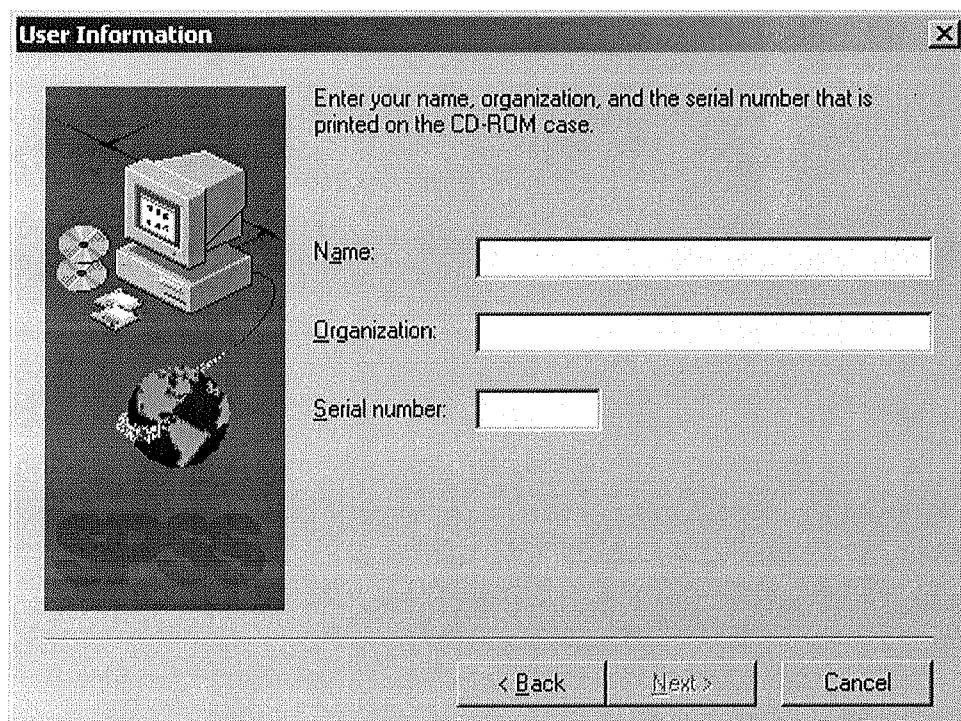 User Information
Enter your name, organization, and the serial number that is
printed on the CD-ROM case.
Name:
Organization:
Serial number:
< Back
Next >
Cancel